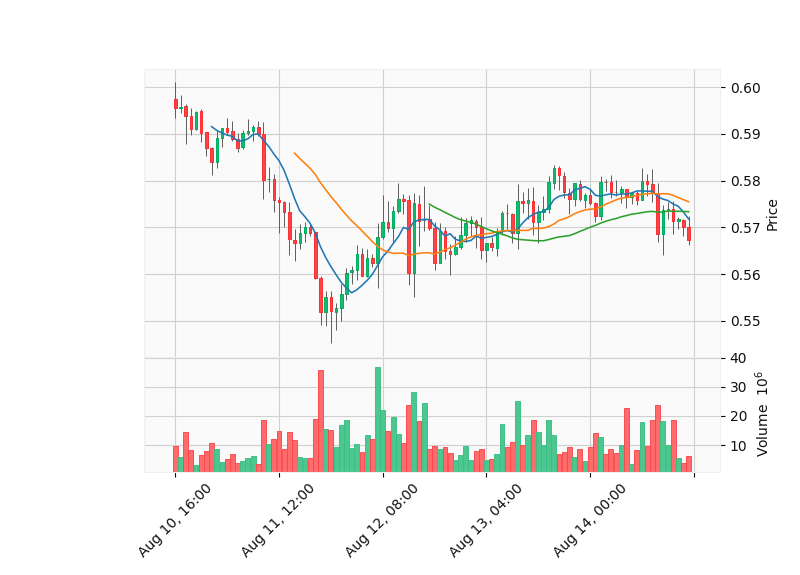 0.60
0.59
0.58
0.57
0.56
0.55
Price
40
30
20
10
Volume 10^6
Aug 10, 16:00
Aug 11, 12:00
Aug 12, 08:00
Aug 13, 04:00
Aug 14, 00:00